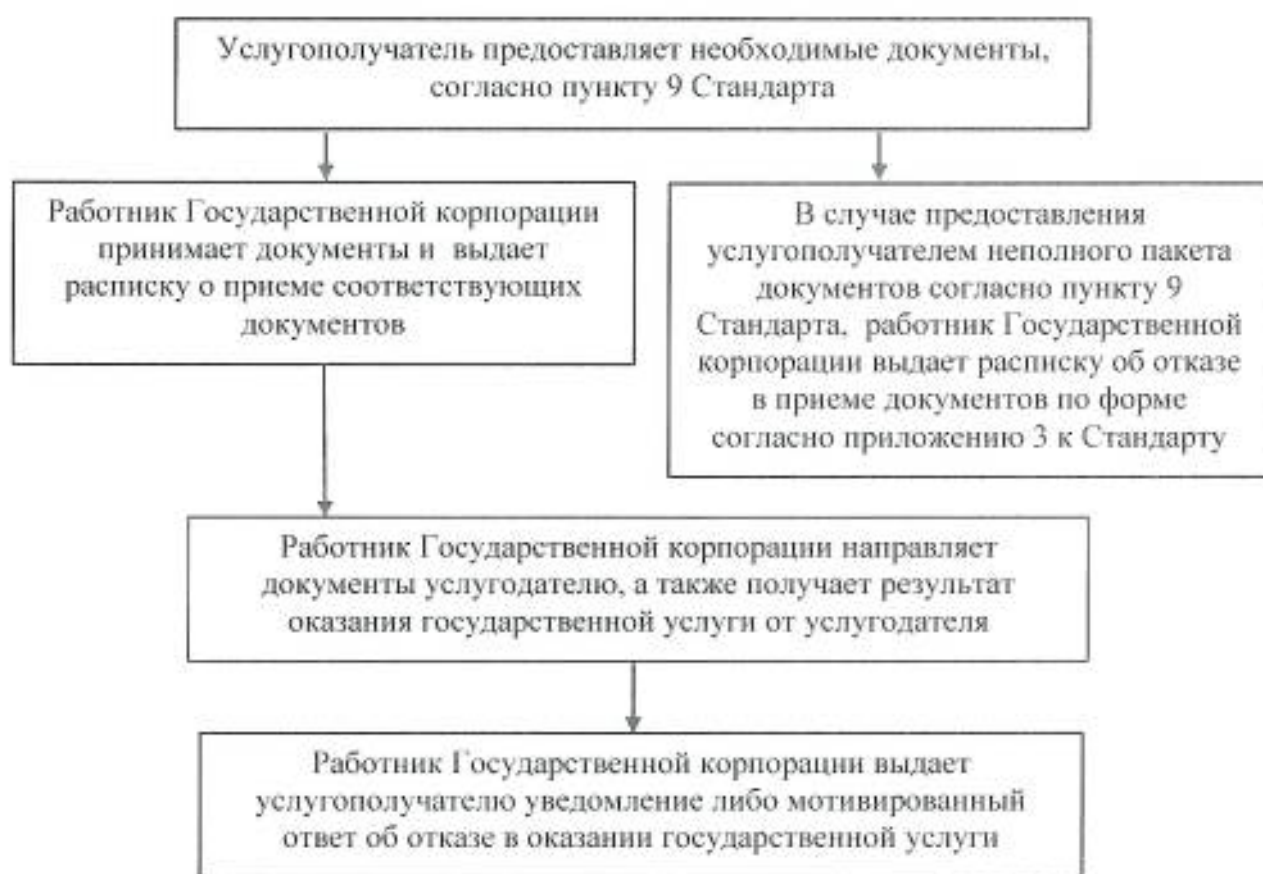 Услугополучатель предоставляет необходимые документы,
согласно пункту 9 Стандарта
Работник Государственной корпорации
принимает документы и выдает
расписку о приеме соответствующих
документов
В случае предоставления
услугополучателем неполного пакета
документов согласно пункту 9
Стандарта, работник Государственной
корпорации выдает расписку об отказе
в приеме документов по форме
согласно приложению 3 к Стандарту
Работник Государственной корпорации направляет
документы услугодателю, а также получает результат
оказания государственной услуги от услугодателя
Работник Государственной корпорации выдает
услугополучателю уведомление либо мотивированный
ответ об отказе в оказании государственной услуги